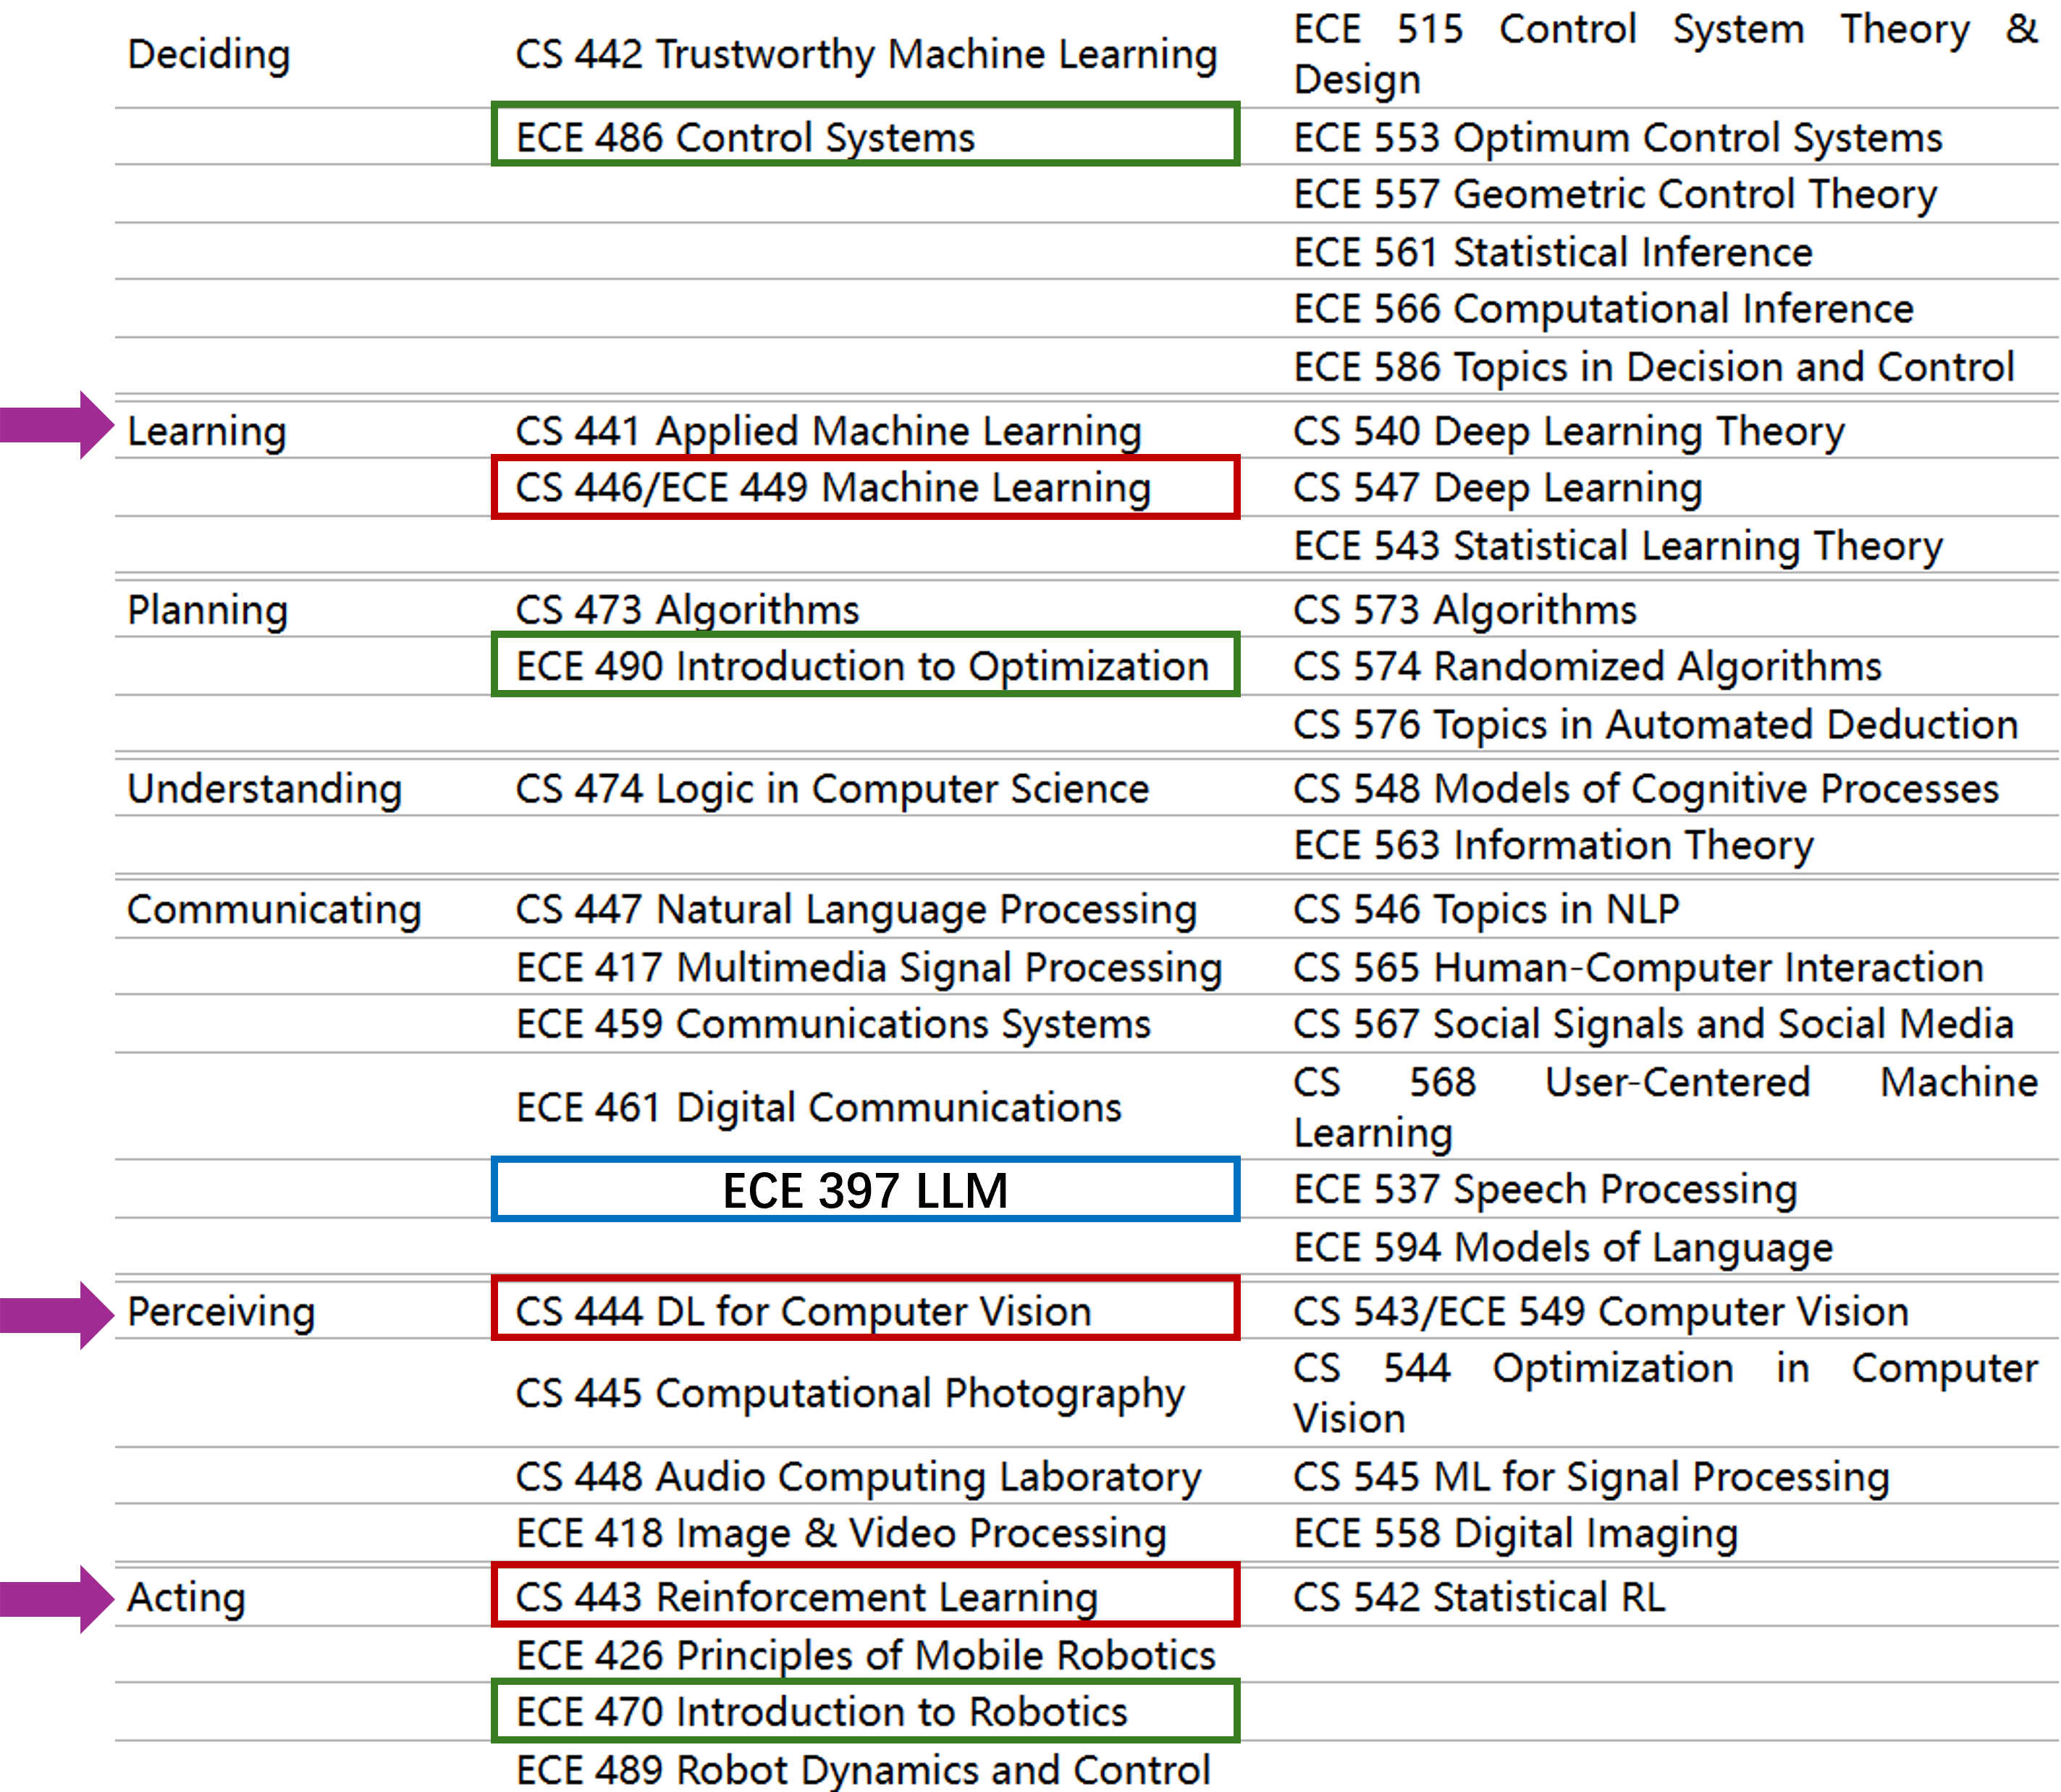 Deciding CS 442 Trustworthy Machine Learning ECE 515 Control System Theory &
Design
ECE 486 Control Systems ECE 553 Optimum Control Systems
ECE 557 Geometric Control Theory
ECE 561 Statistical Inference
ECE 566 Computational Inference
ECE 586 Topics in Decision and Control
Learning CS 441 Applied Machine Learning CS 540 Deep Learning Theory
CS 446/ECE 449 Machine Learning CS 547 Deep Learning
ECE 543 Statistical Learning Theory
Planning CS 473 Algorithms CS 573 Algorithms
ECE 490 Introduction to Optimization CS 574 Randomized Algorithms
CS 576 Topics in Automated Deduction
Understanding CS 474 Logic in Computer Science CS 548 Models of Cognitive Processes
ECE 563 Information Theory
Communicating CS 447 Natural Language Processing CS 546 Topics in NLP
ECE 417 Multimedia Signal Processing CS 565 Human-Computer Interaction
ECE 459 Communications Systems CS 567 Social Signals and Social Media
ECE 461 Digital Communications CS 568 User-Centered Machine
Learning
ECE 397 LLM ECE 537 Speech Processing
ECE 594 Models of Language
Perceiving CS 444 DL for Computer Vision CS 543/ECE 549 Computer Vision
CS 445 Computational Photography CS 544 Optimization in Computer
Vision
CS 448 Audio Computing Laboratory CS 545 ML for Signal Processing
ECE 418 Image & Video Processing ECE 558 Digital Imaging
Acting CS 443 Reinforcement Learning CS 542 Statistical RL
ECE 426 Principles of Mobile Robotics
ECE 470 Introduction to Robotics
ECE 489 Robot Dynamics and Control